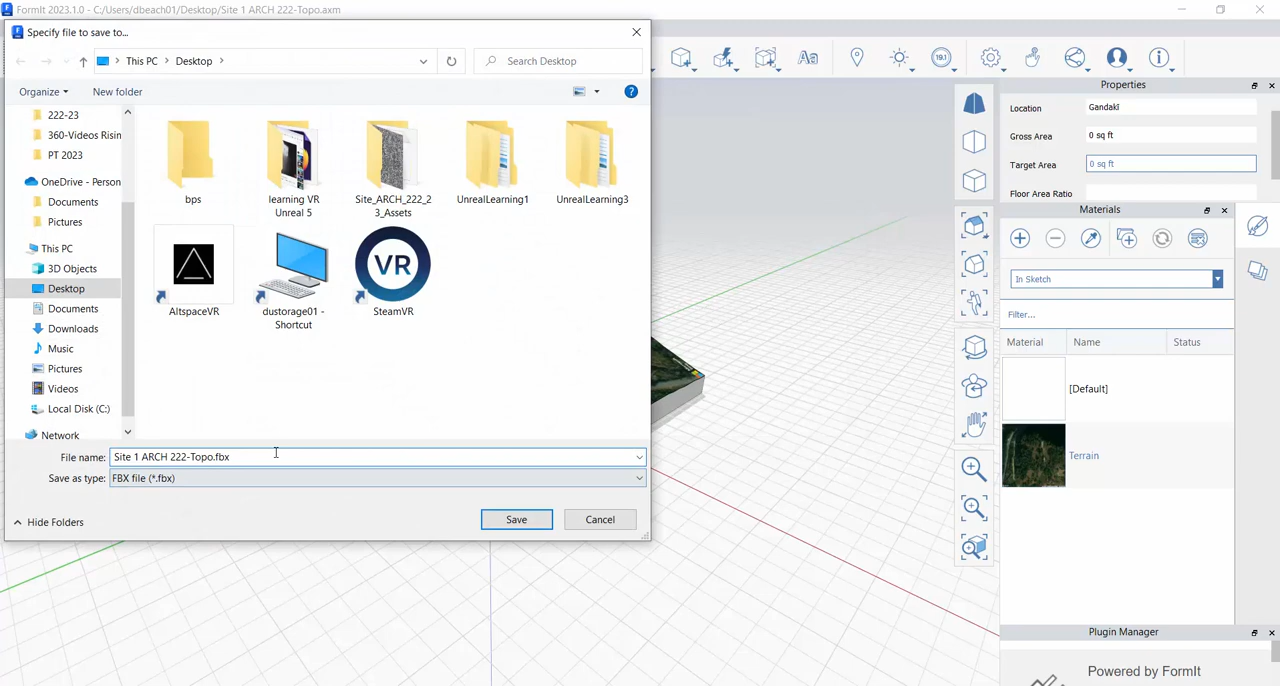 FormIt 2023.1.0 - C:/Users/dbeach01/Desktop/Site 1 ARCH 222-Topo.axm
Specify file to save to...
This PC
Desktop
Search Desktop
Organize
New folder
222-23
360-Videos Risin
PT 2023
OneDrive - Person
Documents
Pictures
This PC
3D Objects
Desktop
Documents
Downloads
Music
Pictures
Videos
Local Disk (C:)
Network
bps
learning VR
Unreal 5
Site_ARCH_222_2
3_Assets
UnrealLearning1
UnrealLearning3
AltspaceVR
dustorage01 -
Shortcut
VR
SteamVR
File name:
Site 1 ARCH 222-Topo.fbx
Save as type:
FBX file (*.fbx)
Hide Folders
Save
Cancel
Aa
19.1
Properties
Location
Gandaki
Gross Area
0 sq ft
Target Area
0 sq ft
Floor Area Ratio
Materials
In Sketch
Filter...
Material
Name
Status
[Default]
Terrain
Plugin Manager
Powered by FormIt